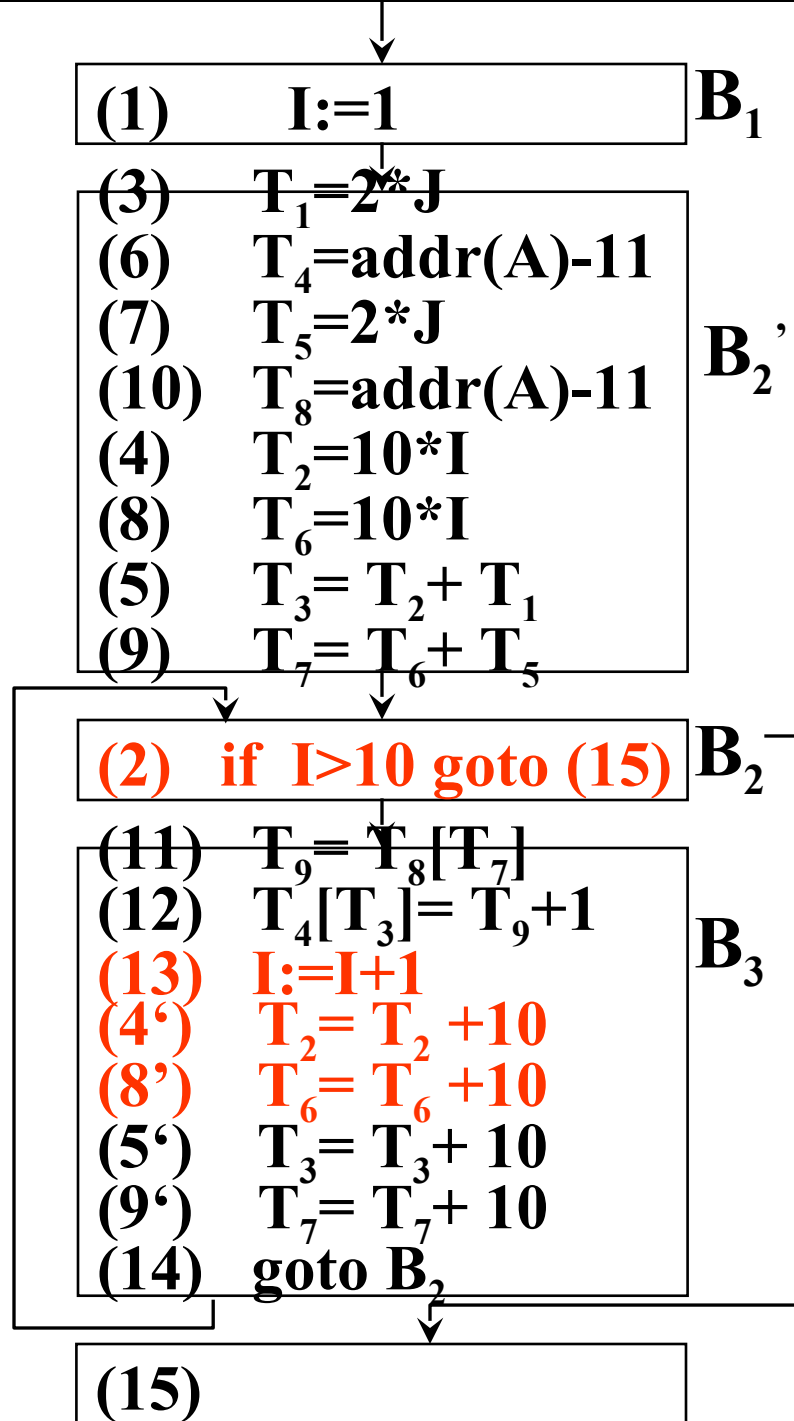 (1) I:=1 B₁
(3) T₁=2*J
(6) T₄=addr(A)-11
(7) T₅=2*J
B₂’
(10) T₈=addr(A)-11
(4) T₂=10*I
(8) T₆=10*I
(5) T₃= T₂+ T₁
(9) T₇= T₆+ T₅
(2) if I>10 goto (15) B₂
(11) T₉= T₈[T₇]
(12) T₄[T₃]= T₉+1
B₃
(13) I:=I+1
(4‘) T₂= T₂ +10
(8’) T₆= T₆ +10
(5‘) T₃= T₃+ 10
(9‘) T₇= T₇+ 10
(14) goto B₂
(15)